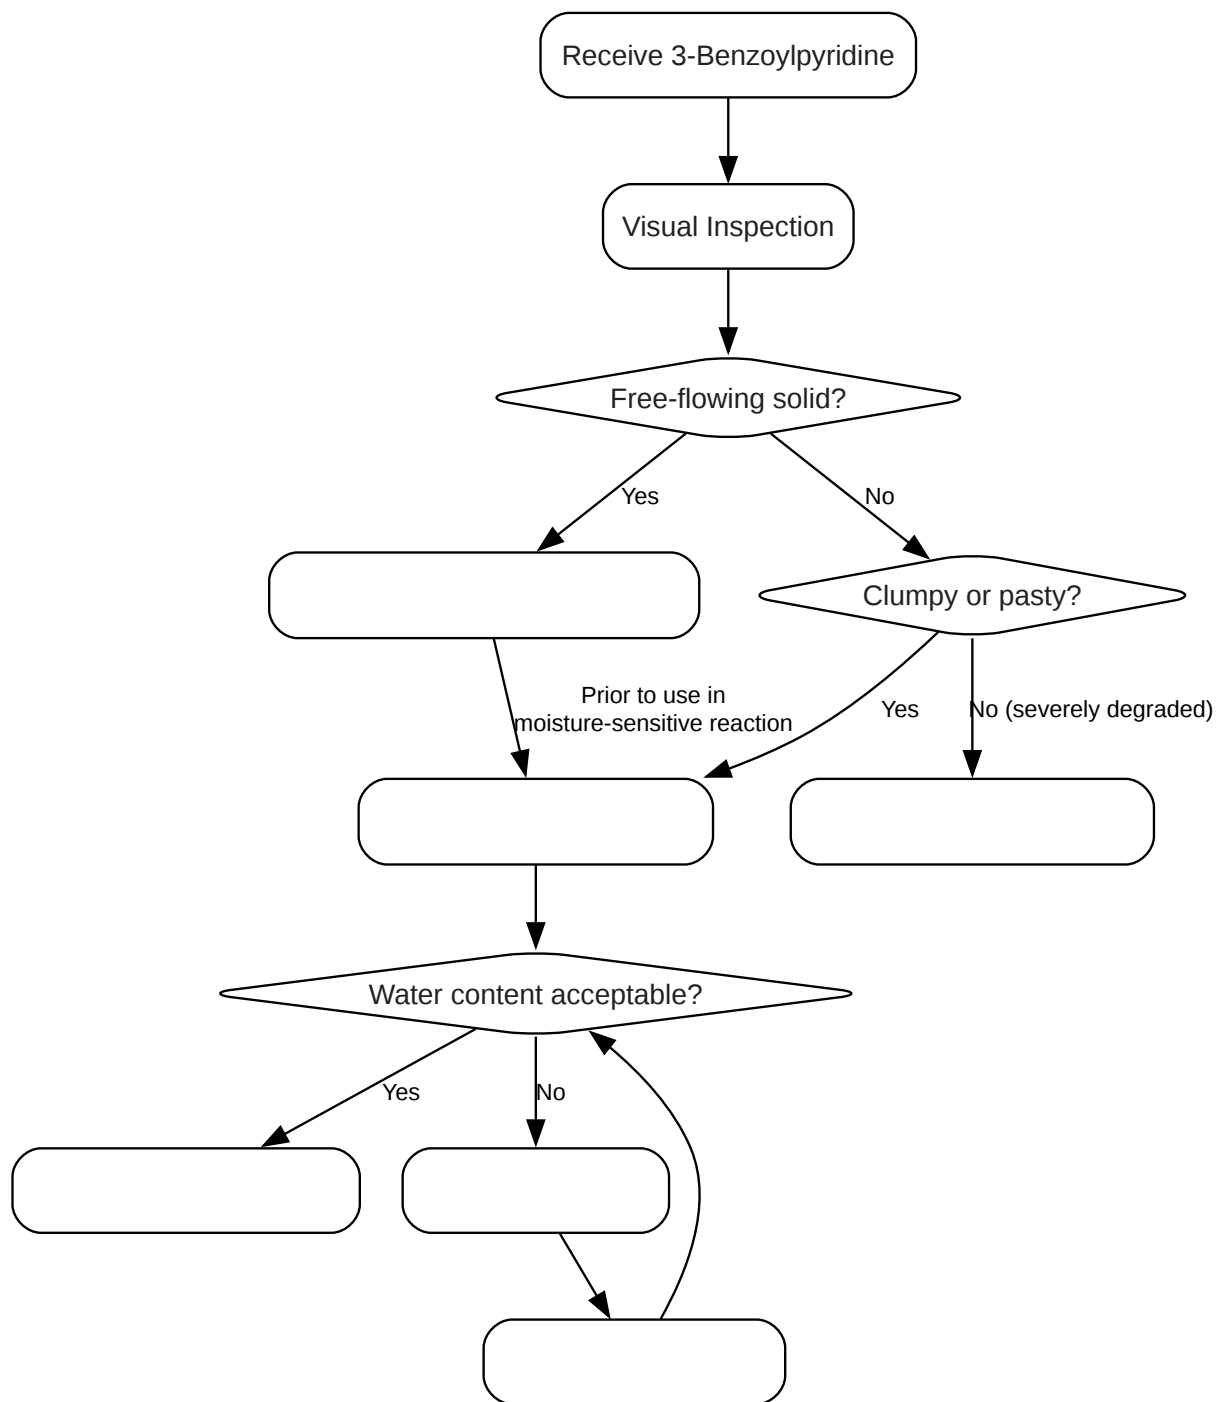 Receive 3-Benzoylpyridine
Visual Inspection
Free-flowing solid?
Yes
No
Clumpy or pasty?
Prior to use in
moisture-sensitive reaction
Yes
No (severely degraded)
Water content acceptable?
Yes
No